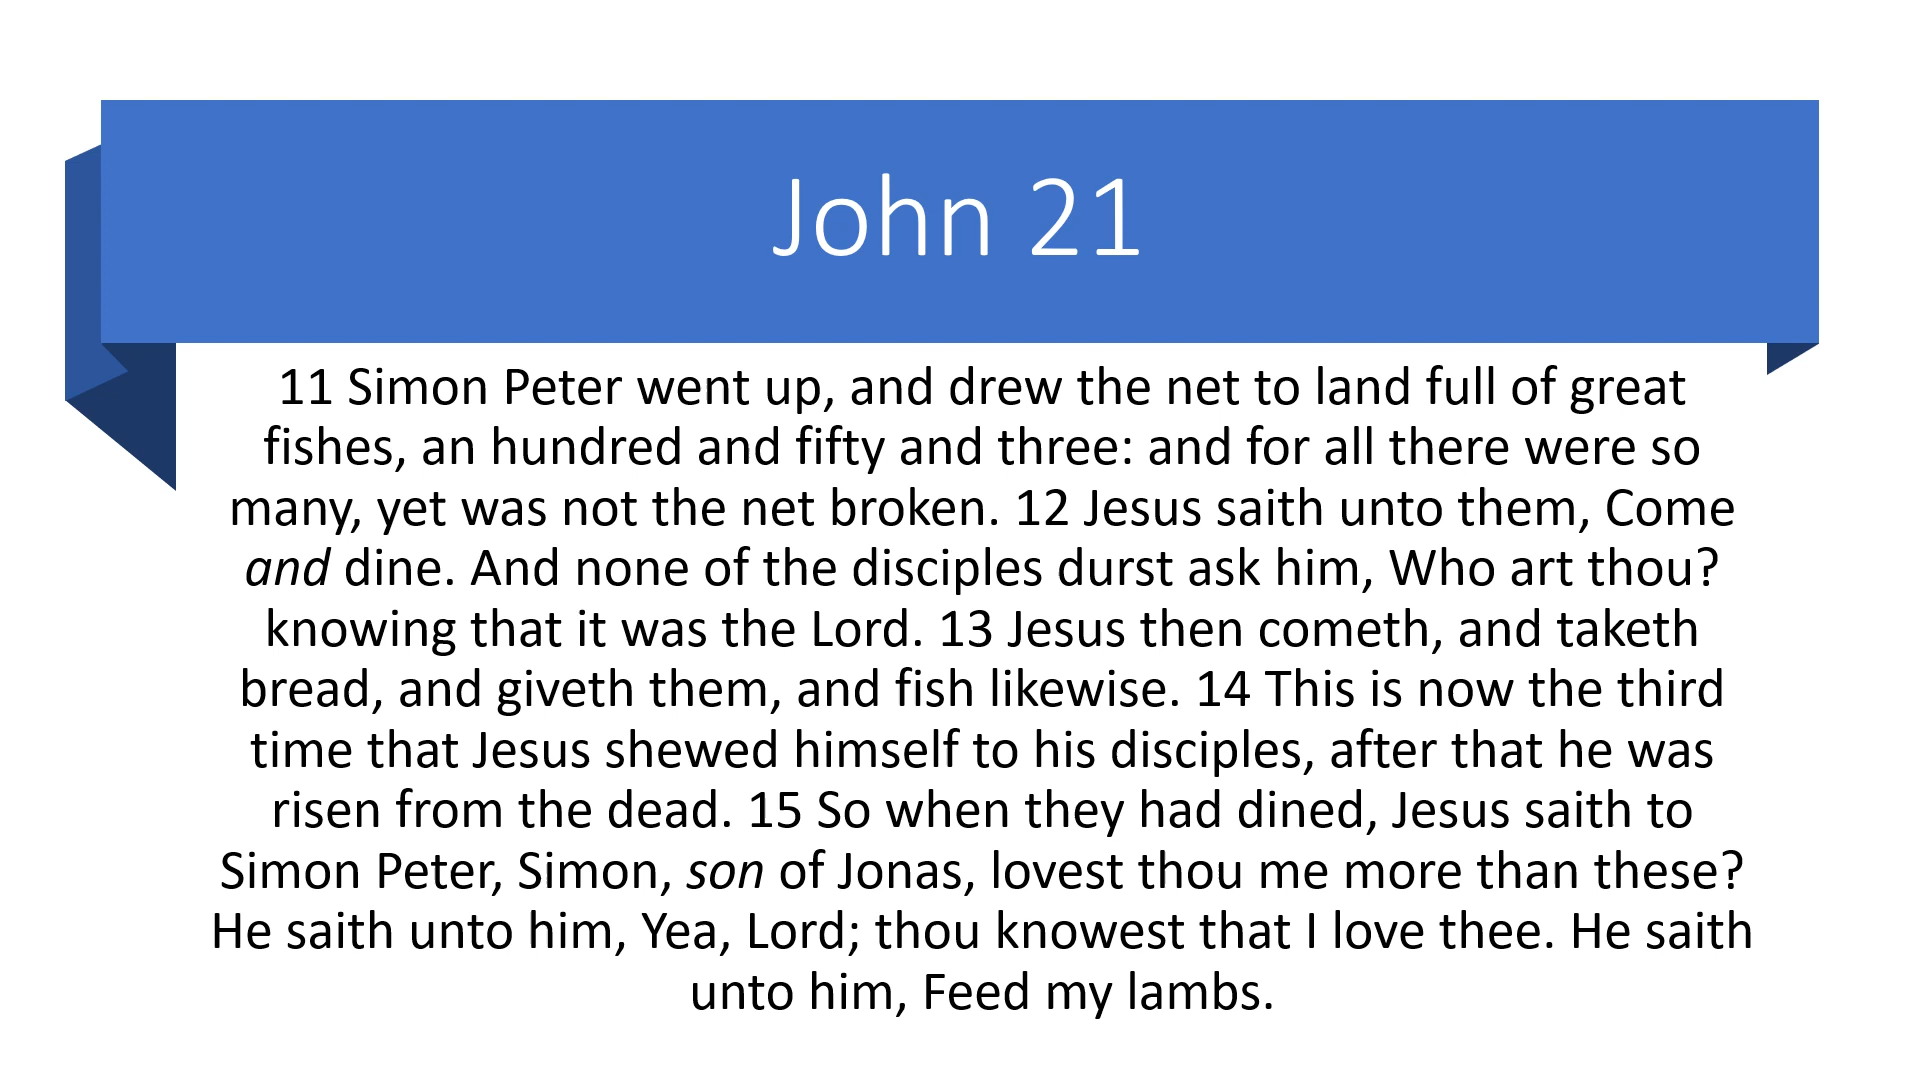 John 21
11 Simon Peter went up, and drew the net to land full of great
fishes, an hundred and fifty and three: and for all there were so
many, yet was not the net broken. 12 Jesus saith unto them, Come
and dine. And none of the disciples durst ask him, Who art thou?
knowing that it was the Lord. 13 Jesus then cometh, and taketh
bread, and giveth them, and fish likewise. 14 This is now the third
time that Jesus shewed himself to his disciples, after that he was
risen from the dead. 15 So when they had dined, Jesus saith to
Simon Peter, Simon, son of Jonas, lovest thou me more than these?
He saith unto him, Yea, Lord; thou knowest that I love thee. He saith
unto him, Feed my lambs.